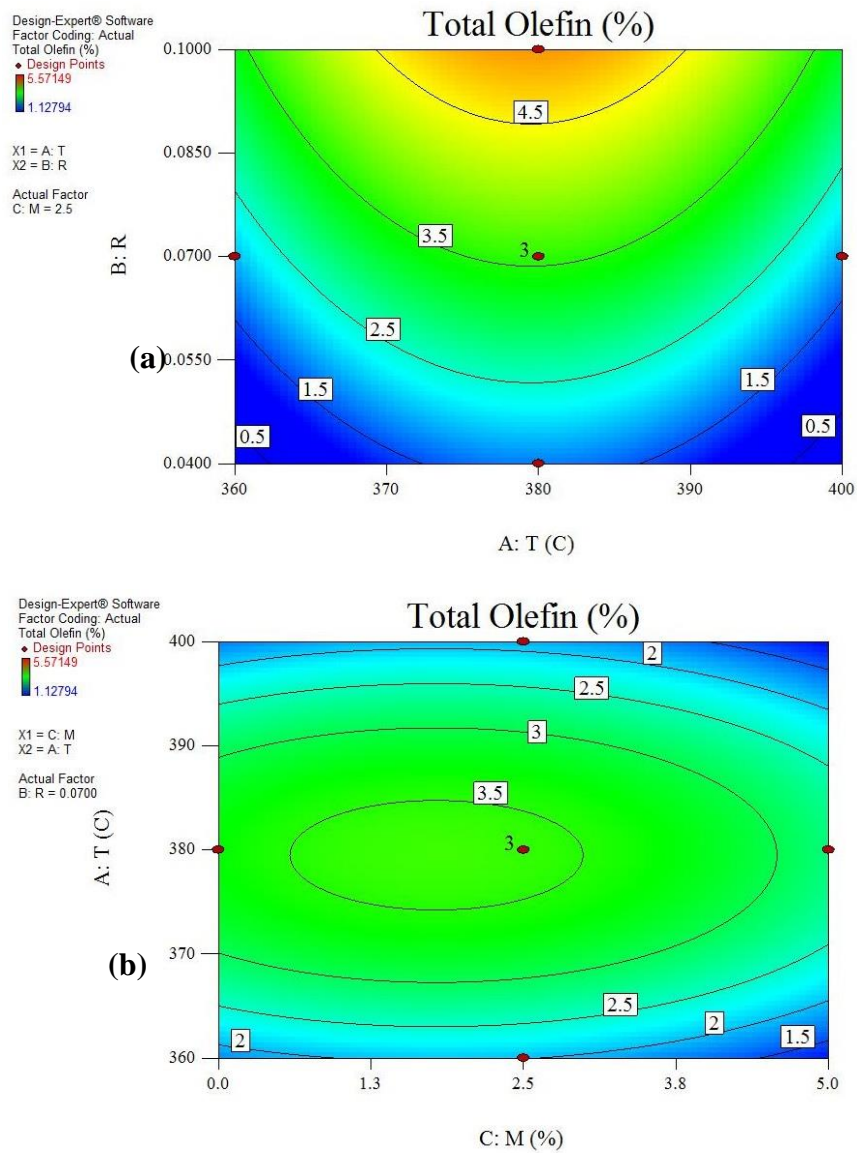 Design-Expert® Software
Factor Coding: Actual
Total Olefin (%)
Design Points
5.57149
1.12794
X1 = A: T
X2 = B: R
Actual Factor
C: M = 2.5
Total Olefin (%)
0.1000
0.0850
0.0700
0.0550
0.0400
B: R
(a)
4.5
3.5
3
2.5
1.5
1.5
0.5
0.5
360
370
380
390
400
A: T (C)
Design-Expert® Software
Factor Coding: Actual
Total Olefin (%)
Design Points
5.57149
1.12794
X1 = C: M
X2 = A: T
Actual Factor
B: R = 0.0700
Total Olefin (%)
400
390
380
370
360
A: T (C)
(b)
2
2.5
3
3.5
3
2.5
2
2
1.5
0.0
1.3
2.5
3.8
5.0
C: M (%)